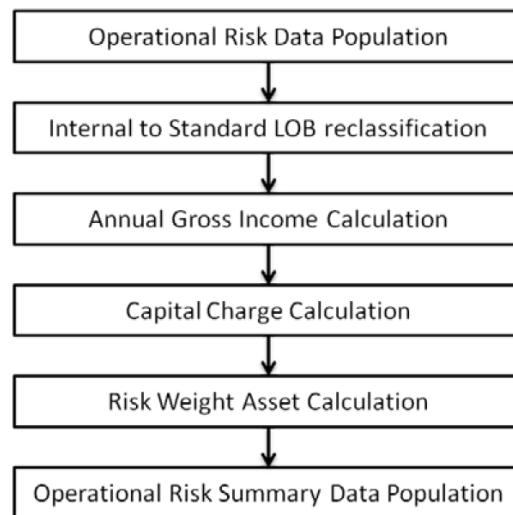 Operational Risk Data Population
Internal to Standard LOB reclassification
Annual Gross Income Calculation
Capital Charge Calculation
Risk Weight Asset Calculation
Operational Risk Summary Data Population